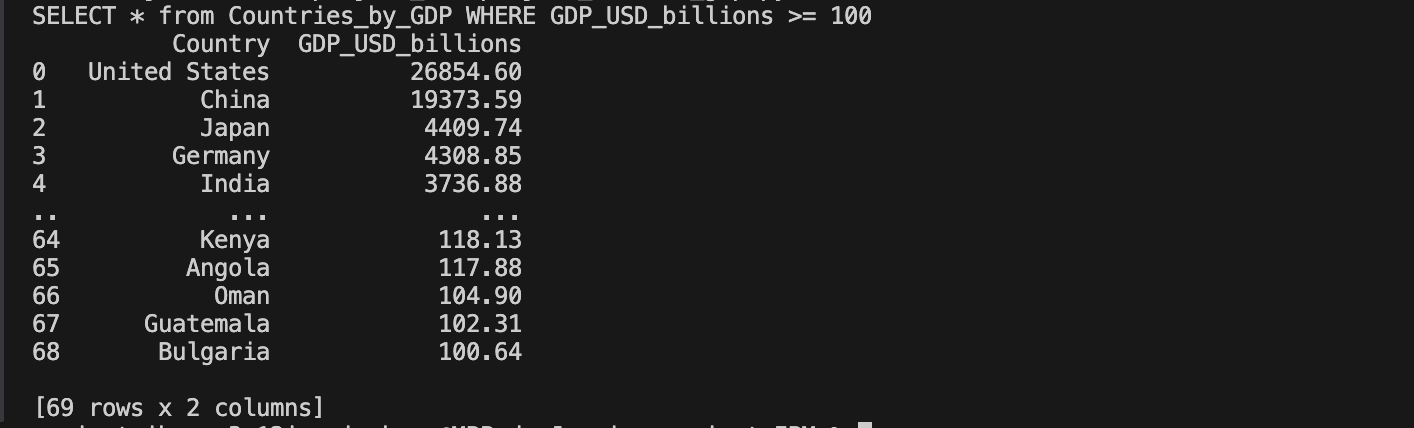 SELECT * from Countries_by_GDP WHERE GDP_USD_billions >= 100
Country GDP_USD_billions
0 United States 26854.60
1 China 19373.59
2 Japan 4409.74
3 Germany 4308.85
4 India 3736.88
.. ... ...
64 Kenya 118.13
65 Angola 117.88
66 Oman 104.90
67 Guatemala 102.31
68 Bulgaria 100.64
[69 rows x 2 columns]